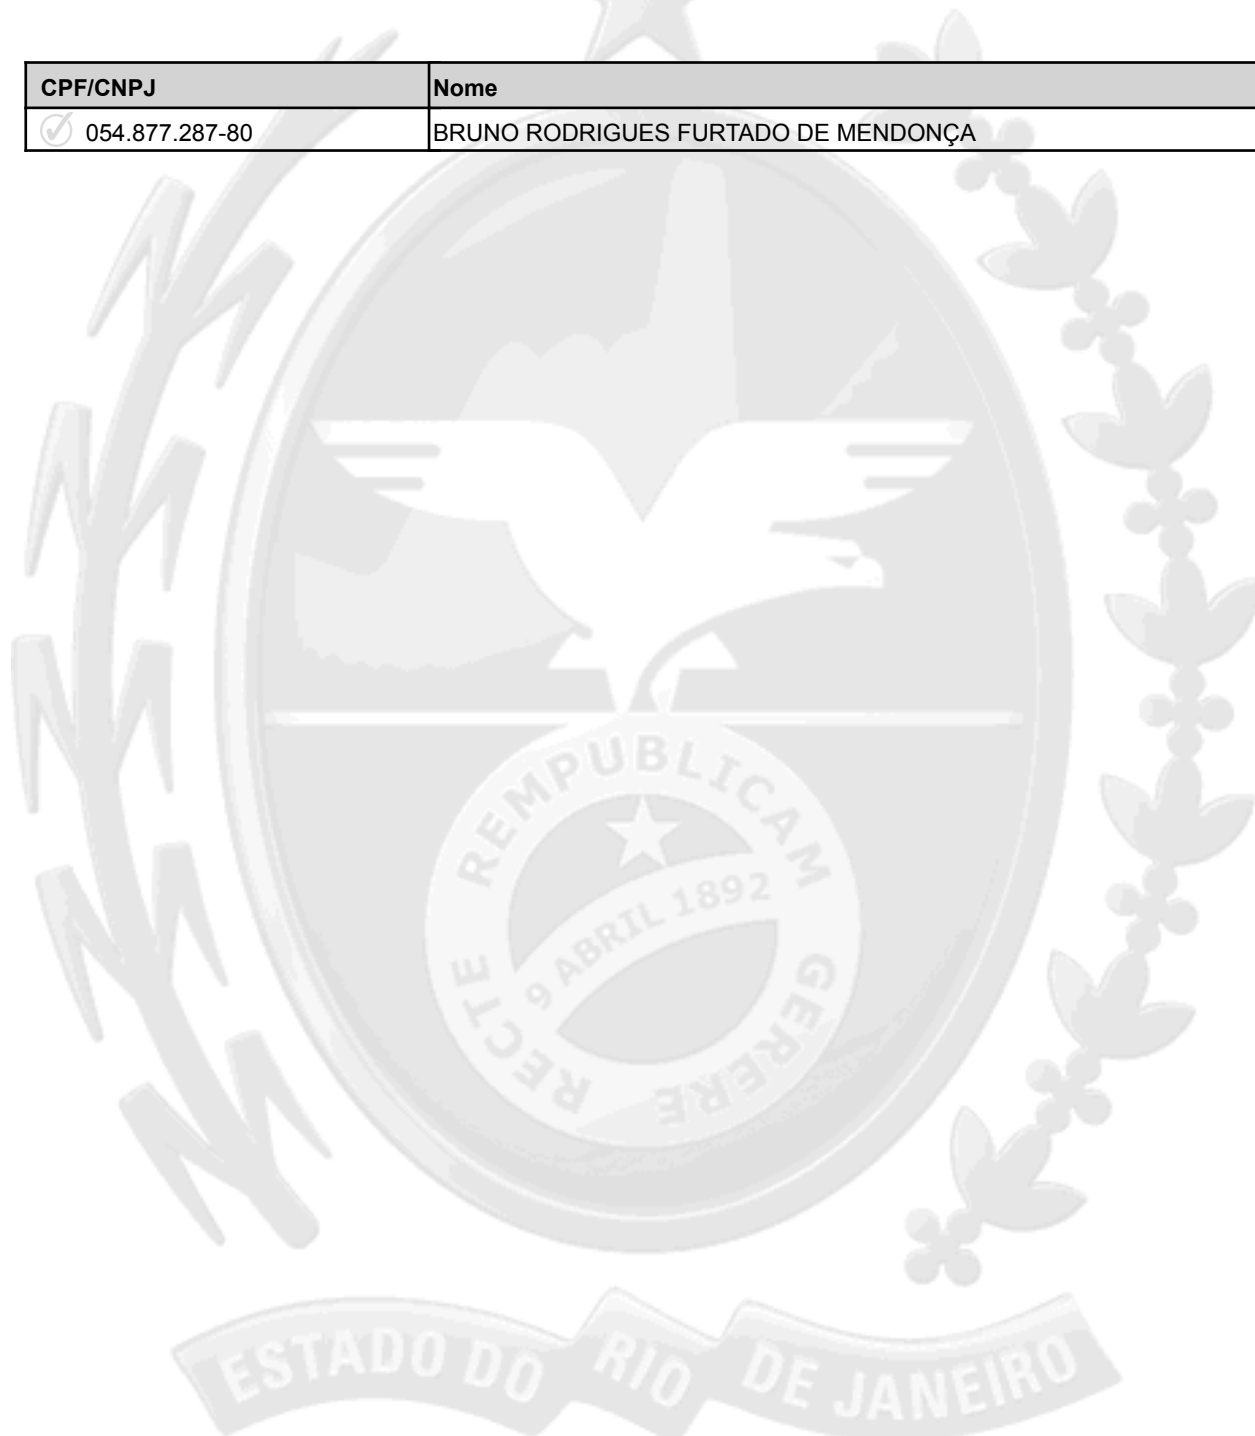 CPF/CNPJ Nome
054.877.287-80 BRUNO RODRIGUES FURTADO DE MENDONÇA
REMPUBLICAM
9 ABRIL 1892
RECTE GERERE
ESTADO DO RIO DE JANEIRO